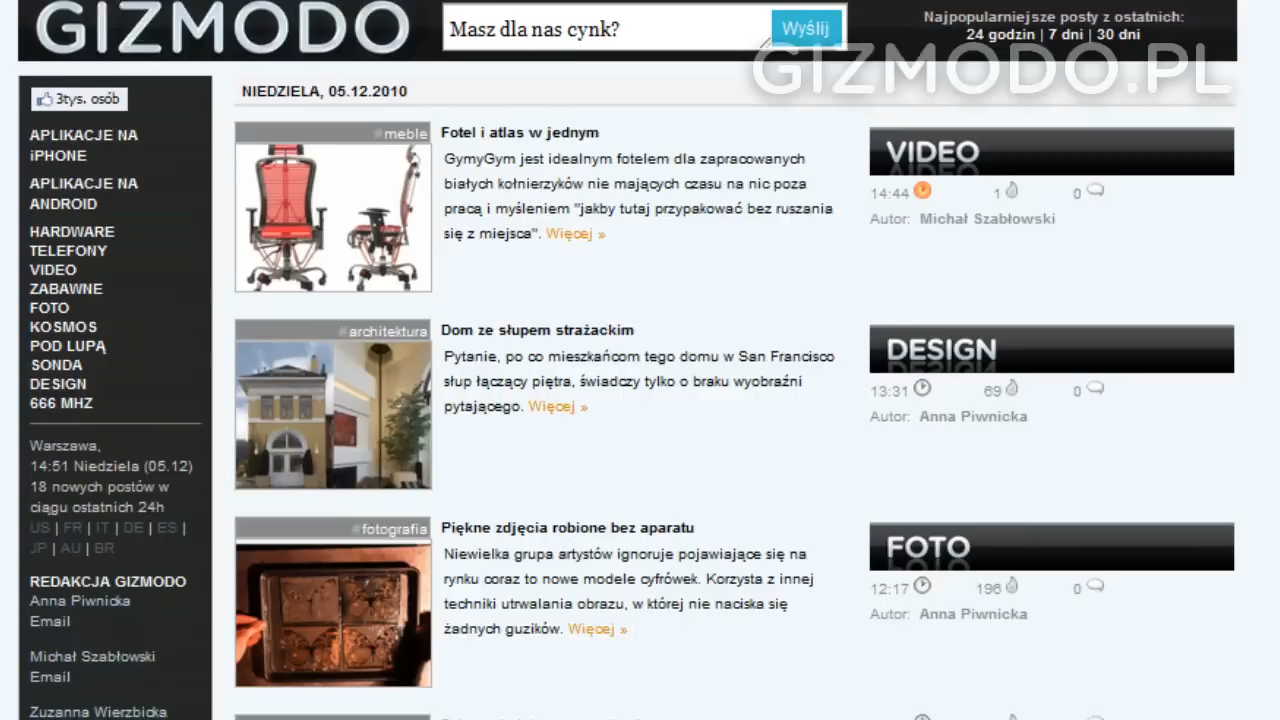 GIZMODO
Masz dla nas cynk?
Wyślij
Najpopularniejsze posty z ostatnich:
24 godzin | 7 dni | 30 dni
GIZMODO.PL
3tys. osób
APLIKACJE NA
iPHONE
APLIKACJE NA
ANDROID
HARDWARE
TELEFONY
VIDEO
ZABAWNE
FOTO
KOSMOS
POD LUPĄ
SONDA
DESIGN
666 MHZ
Warszawa,
14:51 Niedziela (05.12)
18 nowych postów w
ciągu ostatnich 24h
US | FR | IT | DE | ES |
JP | AU | BR
REDAKCJA GIZMODO
Anna Piwnicka
Email
Michał Szabłowski
Email
Zuzanna Wierzbicka
NIEDZIELA, 05.12.2010
#meble
Fotel i atlas w jednym
GymyGym jest idealnym fotelem dla zapracowanych
białych kołnierzyków nie mających czasu na nic poza
pracą i myśleniem "jakby tutaj przypakować bez ruszania
się z miejsca". Więcej »
VIDEO
14:44 1 0
Autor: Michał Szabłowski
#architektura
Dom ze słupem strażackim
Pytanie, po co mieszkańcom tego domu w San Francisco
słup łączący piętra, świadczy tylko o braku wyobraźni
pytającego. Więcej »
DESIGN
13:31 69 0
Autor: Anna Piwnicka
#fotografia
Piękne zdjęcia robione bez aparatu
Niewielka grupa artystów ignoruje pojawiające się na
rynku coraz to nowe modele cyfrówek. Korzysta z innej
techniki utrwalania obrazu, w której nie naciska się
żadnych guzików. Więcej »
FOTO
12:17 196 0
Autor: Anna Piwnicka